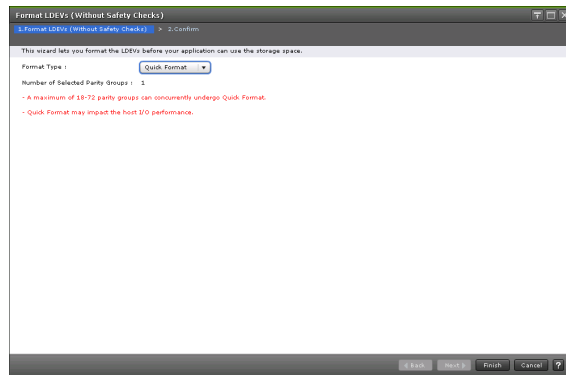 Format LDEVs (Without Safety Checks)
1.Format LDEVs (Without Safety Checks) > 2.Confirm
This wizard lets you format the LDEVs before your application can use the storage space.
Format Type : Quick Format
Number of Selected Parity Groups : 1
- A maximum of 18-72 parity groups can concurrently undergo Quick Format.
- Quick Format may impact the host I/O performance.
Back Next Finish Cancel ?